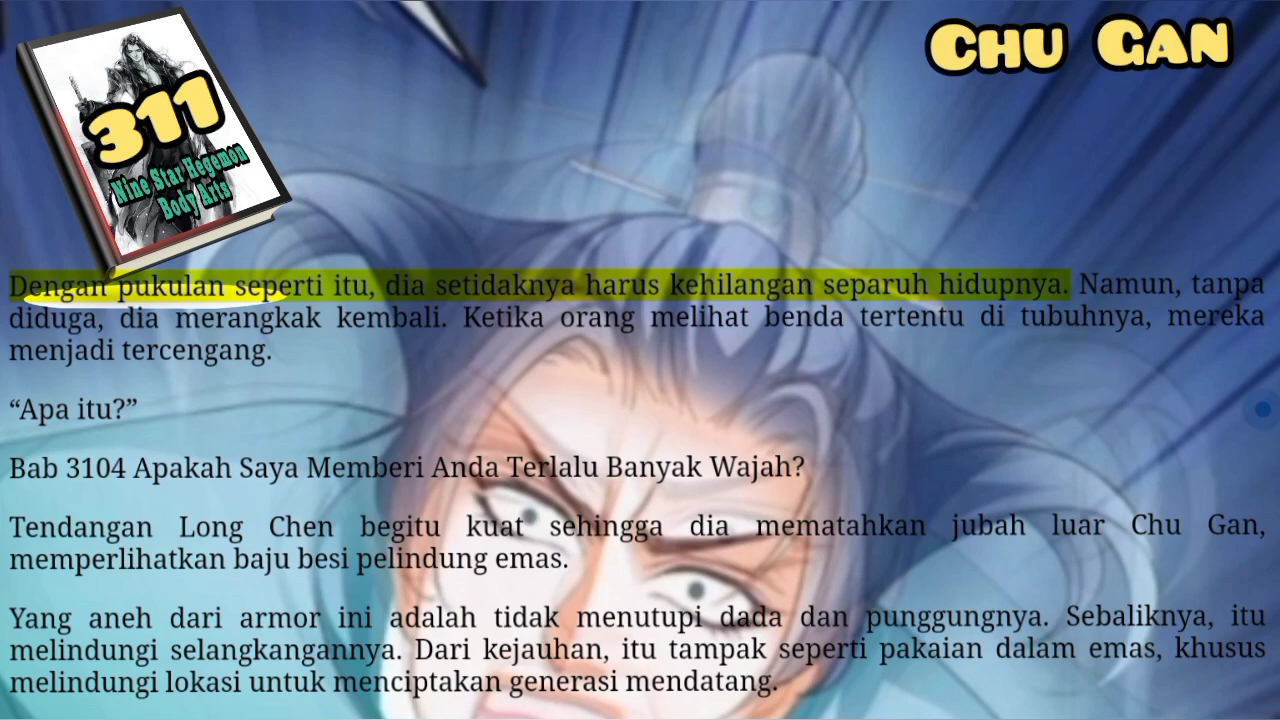 CHU GAN
311
Nine Star Hegemon
Body Arts
Dengan pukulan seperti itu, dia setidaknya harus kehilangan separuh hidupnya. Namun, tanpa
diduga, dia merangkak kembali. Ketika orang melihat benda tertentu di tubuhnya, mereka
menjadi tercengang.
“Apa itu?”
Bab 3104 Apakah Saya Memberi Anda Terlalu Banyak Wajah?
Tendangan Long Chen begitu kuat sehingga dia mematahkan jubah luar Chu Gan,
memperlihatkan baju besi pelindung emas.
Yang aneh dari armor ini adalah tidak menutupi dada dan punggungnya. Sebaliknya, itu
melindungi selangkangannya. Dari kejauhan, itu tampak seperti pakaian dalam emas, khusus
melindungi lokasi untuk menciptakan generasi mendatang.